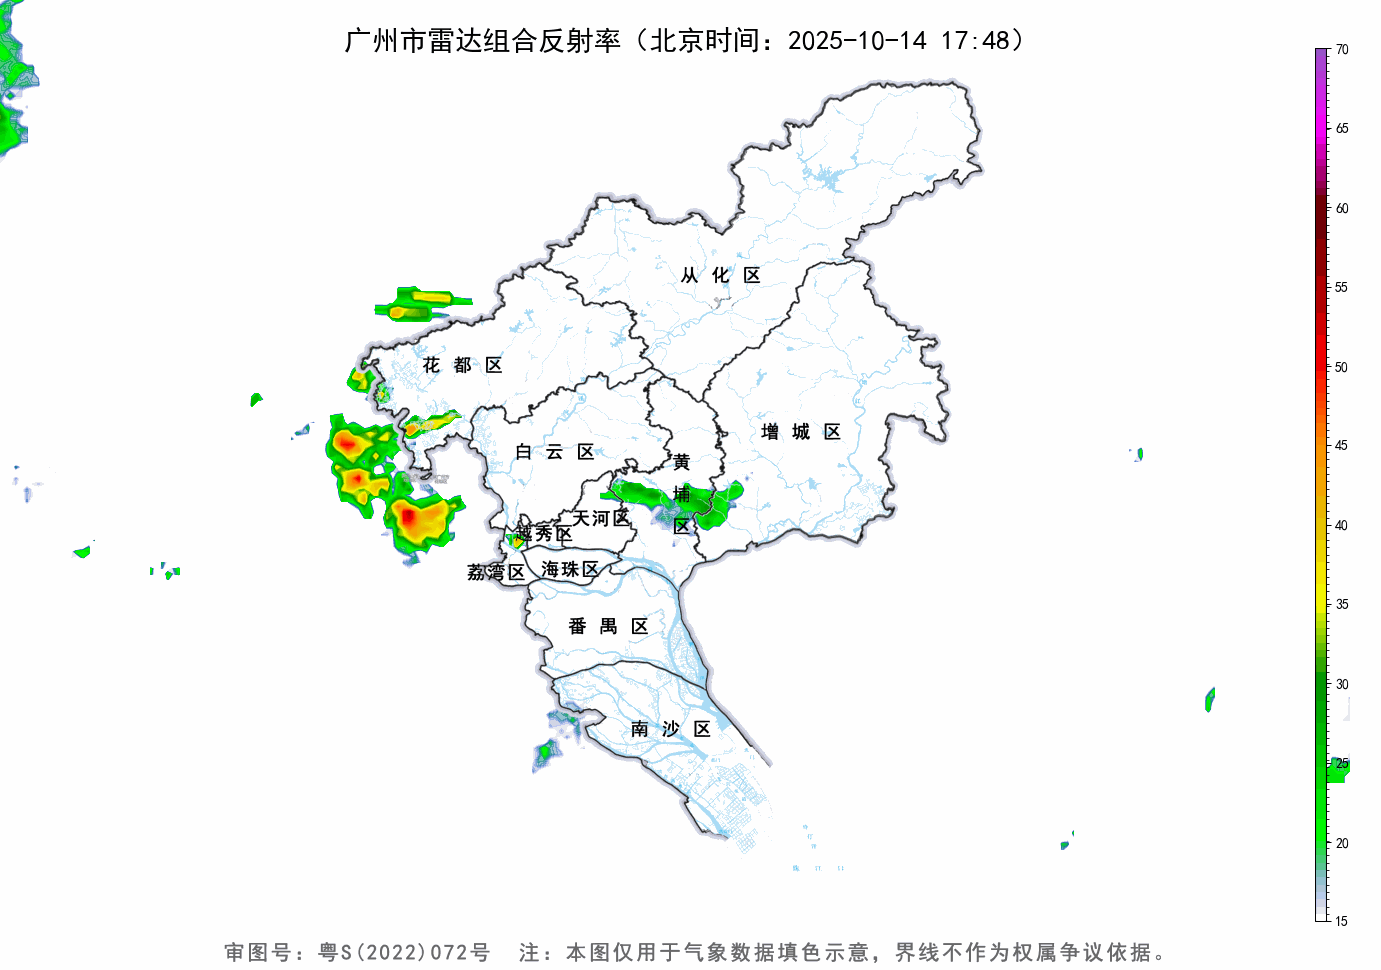 广州市雷达组合反射率（北京时间：2025-10-14 17:48）
70
65
60
55
50
45
40
35
30
25
20
15
从化区
花都区
增城区
白云区
黄埔区
天河区
越秀区
荔湾区
海珠区
番禺区
南沙区
审图号：粤S(2022)072号 注：本图仅用于气象数据填色示意，界线不作为权属争议依据。